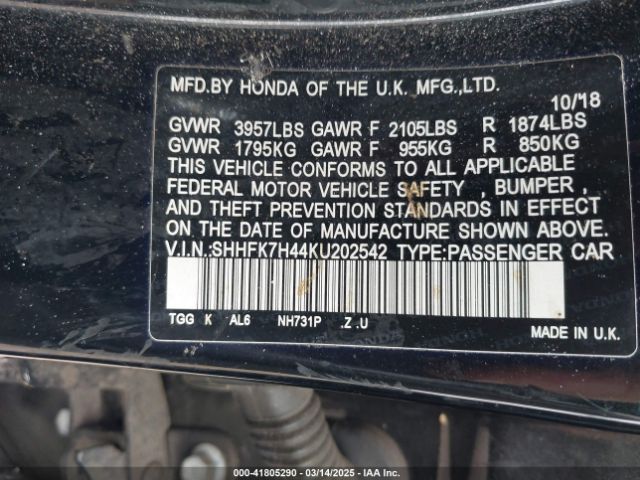 MFD.BY HONDA OF THE U.K. MFG.,LTD.
10/18
GVWR 3957LBS GAWR F 2105LBS R 1874LBS
GVWR 1795KG GAWR F 955KG R 850KG
THIS VEHICLE CONFORMS TO ALL APPLICABLE
FEDERAL MOTOR VEHICLE SAFETY , BUMPER ,
AND THEFT PREVENTION STANDARDS IN EFFECT
ON THE DATE OF MANUFACTURE SHOWN ABOVE.
V.I.N.:SHHFK7H44KU202542 TYPE:PASSENGER CAR
TGG K AL6 NH731P .Z .U
MADE IN U.K.
000-41805290 - 03/14/2025 - IAA Inc.